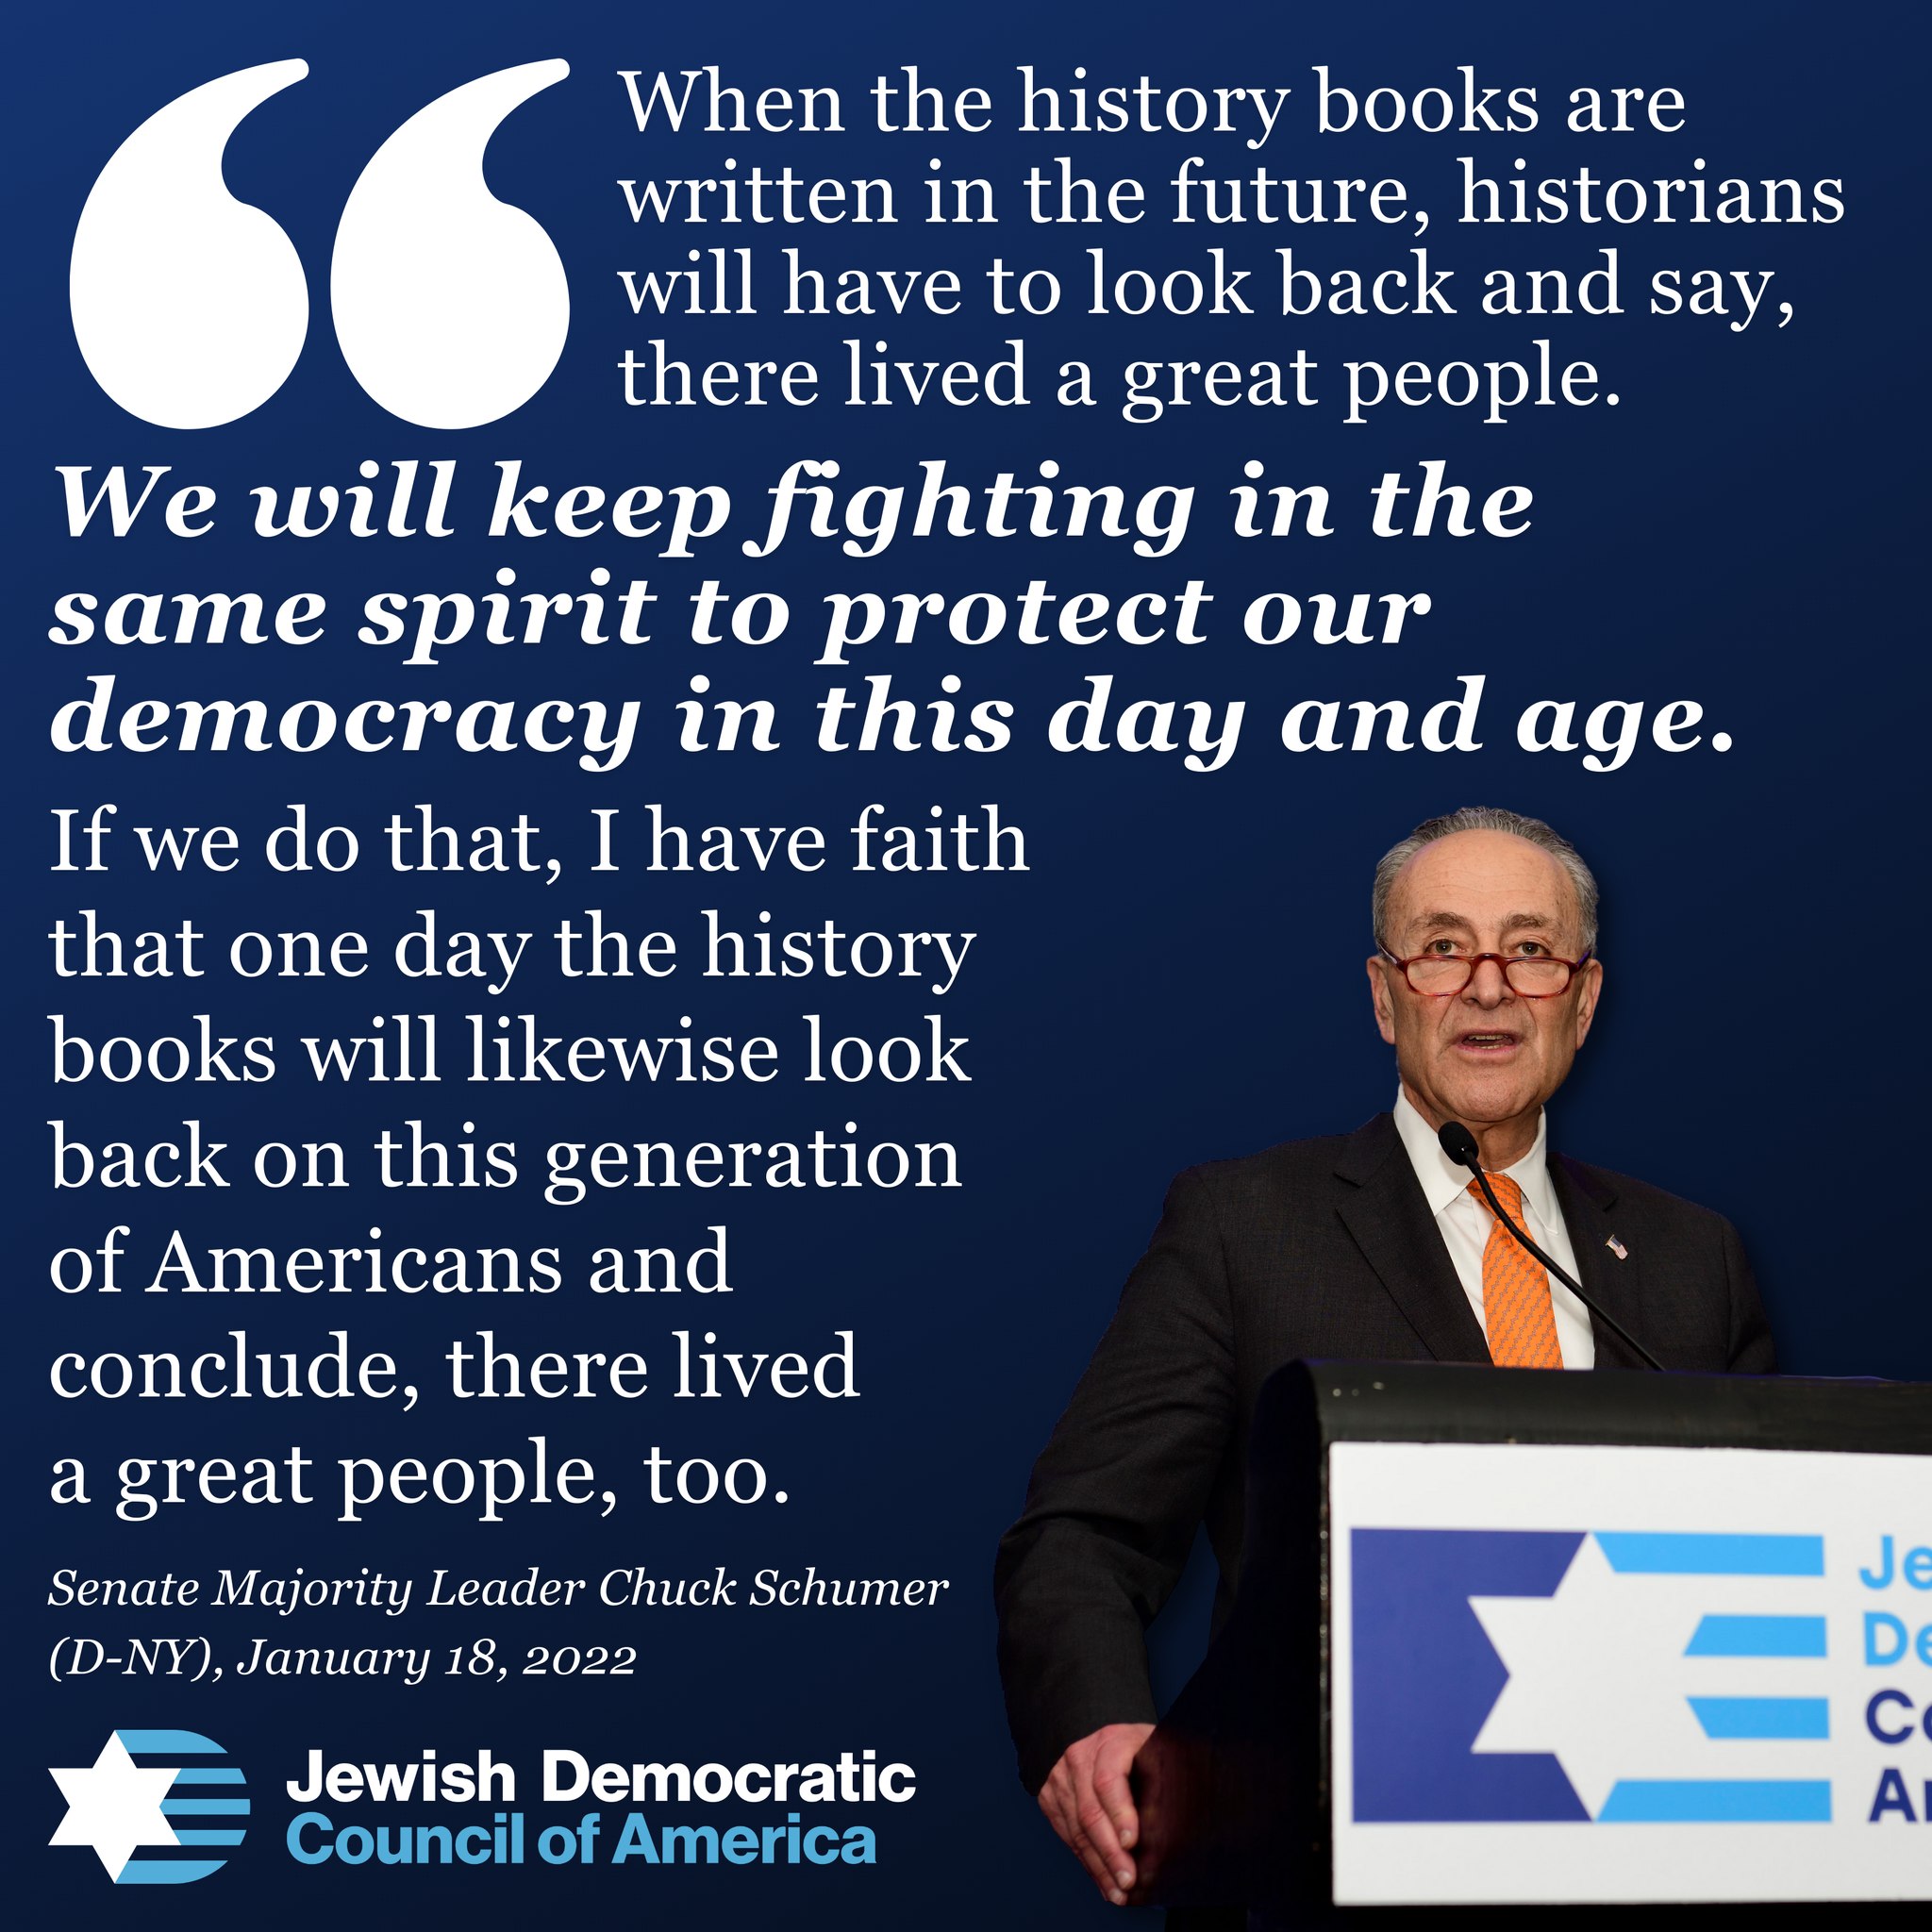 When the history books are
written in the future, historians
will have to look back and say,
there lived a great people.
We will keep fighting in the
same spirit to protect our
democracy in this day and age.
If we do that, I have faith
that one day the history
books will likewise look
back on this generation
of Americans and
conclude, there lived
a great people, too.
Senate Majority Leader Chuck Schumer
(D-NY), January 18, 2022
Jewish Democratic
Council of America
Je
De
Co
Am